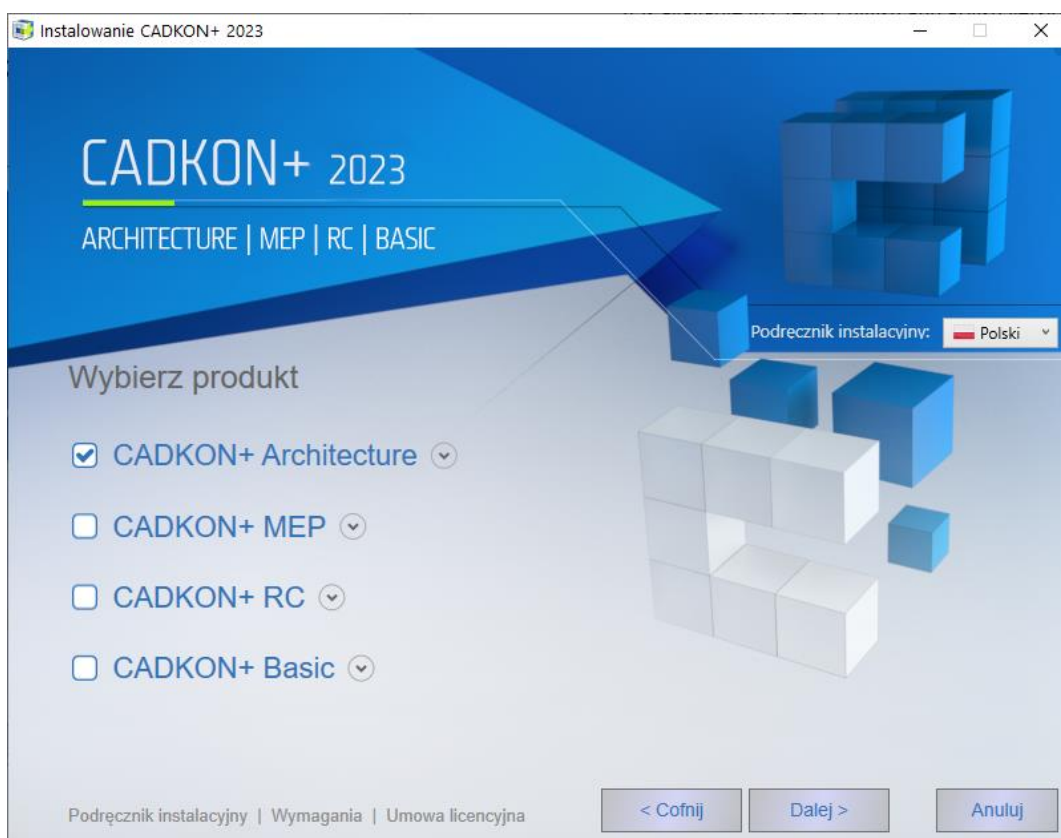 Instalowanie CADKON+ 2023
CADKON+ 2023
ARCHITECTURE | MEP | RC | BASIC
Podręcznik instalacyjny: Polski
Wybierz produkt
CADKON+ Architecture
CADKON+ MEP
CADKON+ RC
CADKON+ Basic
Podręcznik instalacyjny | Wymagania | Umowa licencyjna
< Cofnij Dalej > Anuluj